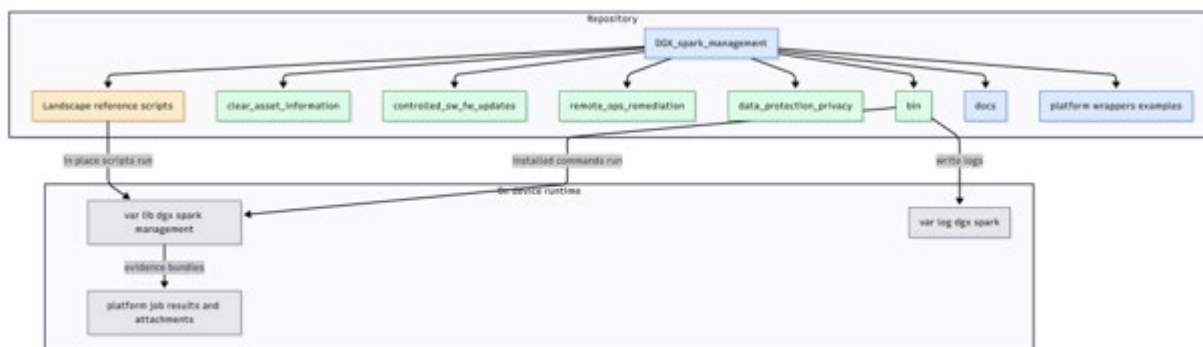 Repository
DGX_spark_management
Landscape reference scripts
clear_asset_information
controlled_sw_fw_updates
remote_ops_remediation
data_protection_privacy
bin
docs
platform wrappers examples
In place scripts run
Installed commands run
write logs
On device runtime
var lib dgx spark
management
var log dgx spark
evidence bundles
platform job results and
attachments